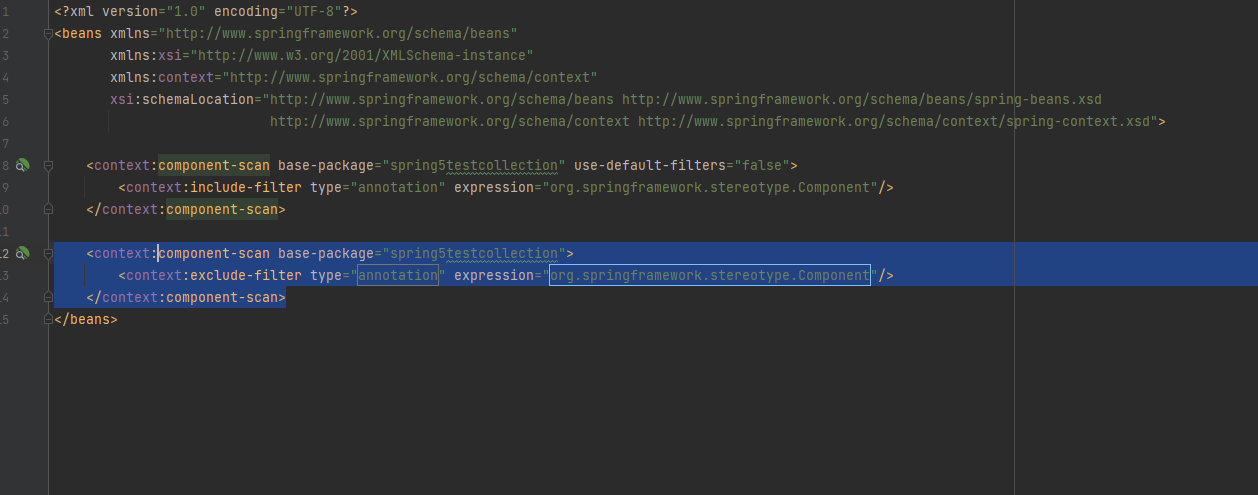 1 <?xml version="1.0" encoding="UTF-8"?>
2 <beans xmlns="http://www.springframework.org/schema/beans"
3 xmlns:xsi="http://www.w3.org/2001/XMLSchema-instance"
4 xmlns:context="http://www.springframework.org/schema/context"
5 xsi:schemaLocation="http://www.springframework.org/schema/beans http://www.springframework.org/schema/beans/spring-beans.xsd
6 http://www.springframework.org/schema/context http://www.springframework.org/schema/context/spring-context.xsd">
7
8 <context:component-scan base-package="spring5testcollection" use-default-filters="false">
9 <context:include-filter type="annotation" expression="org.springframework.stereotype.Component"/>
10 </context:component-scan>
11
12 <context:component-scan base-package="spring5testcollection">
13 <context:exclude-filter type="annotation" expression="org.springframework.stereotype.Component"/>
14 </context:component-scan>
15 </beans>